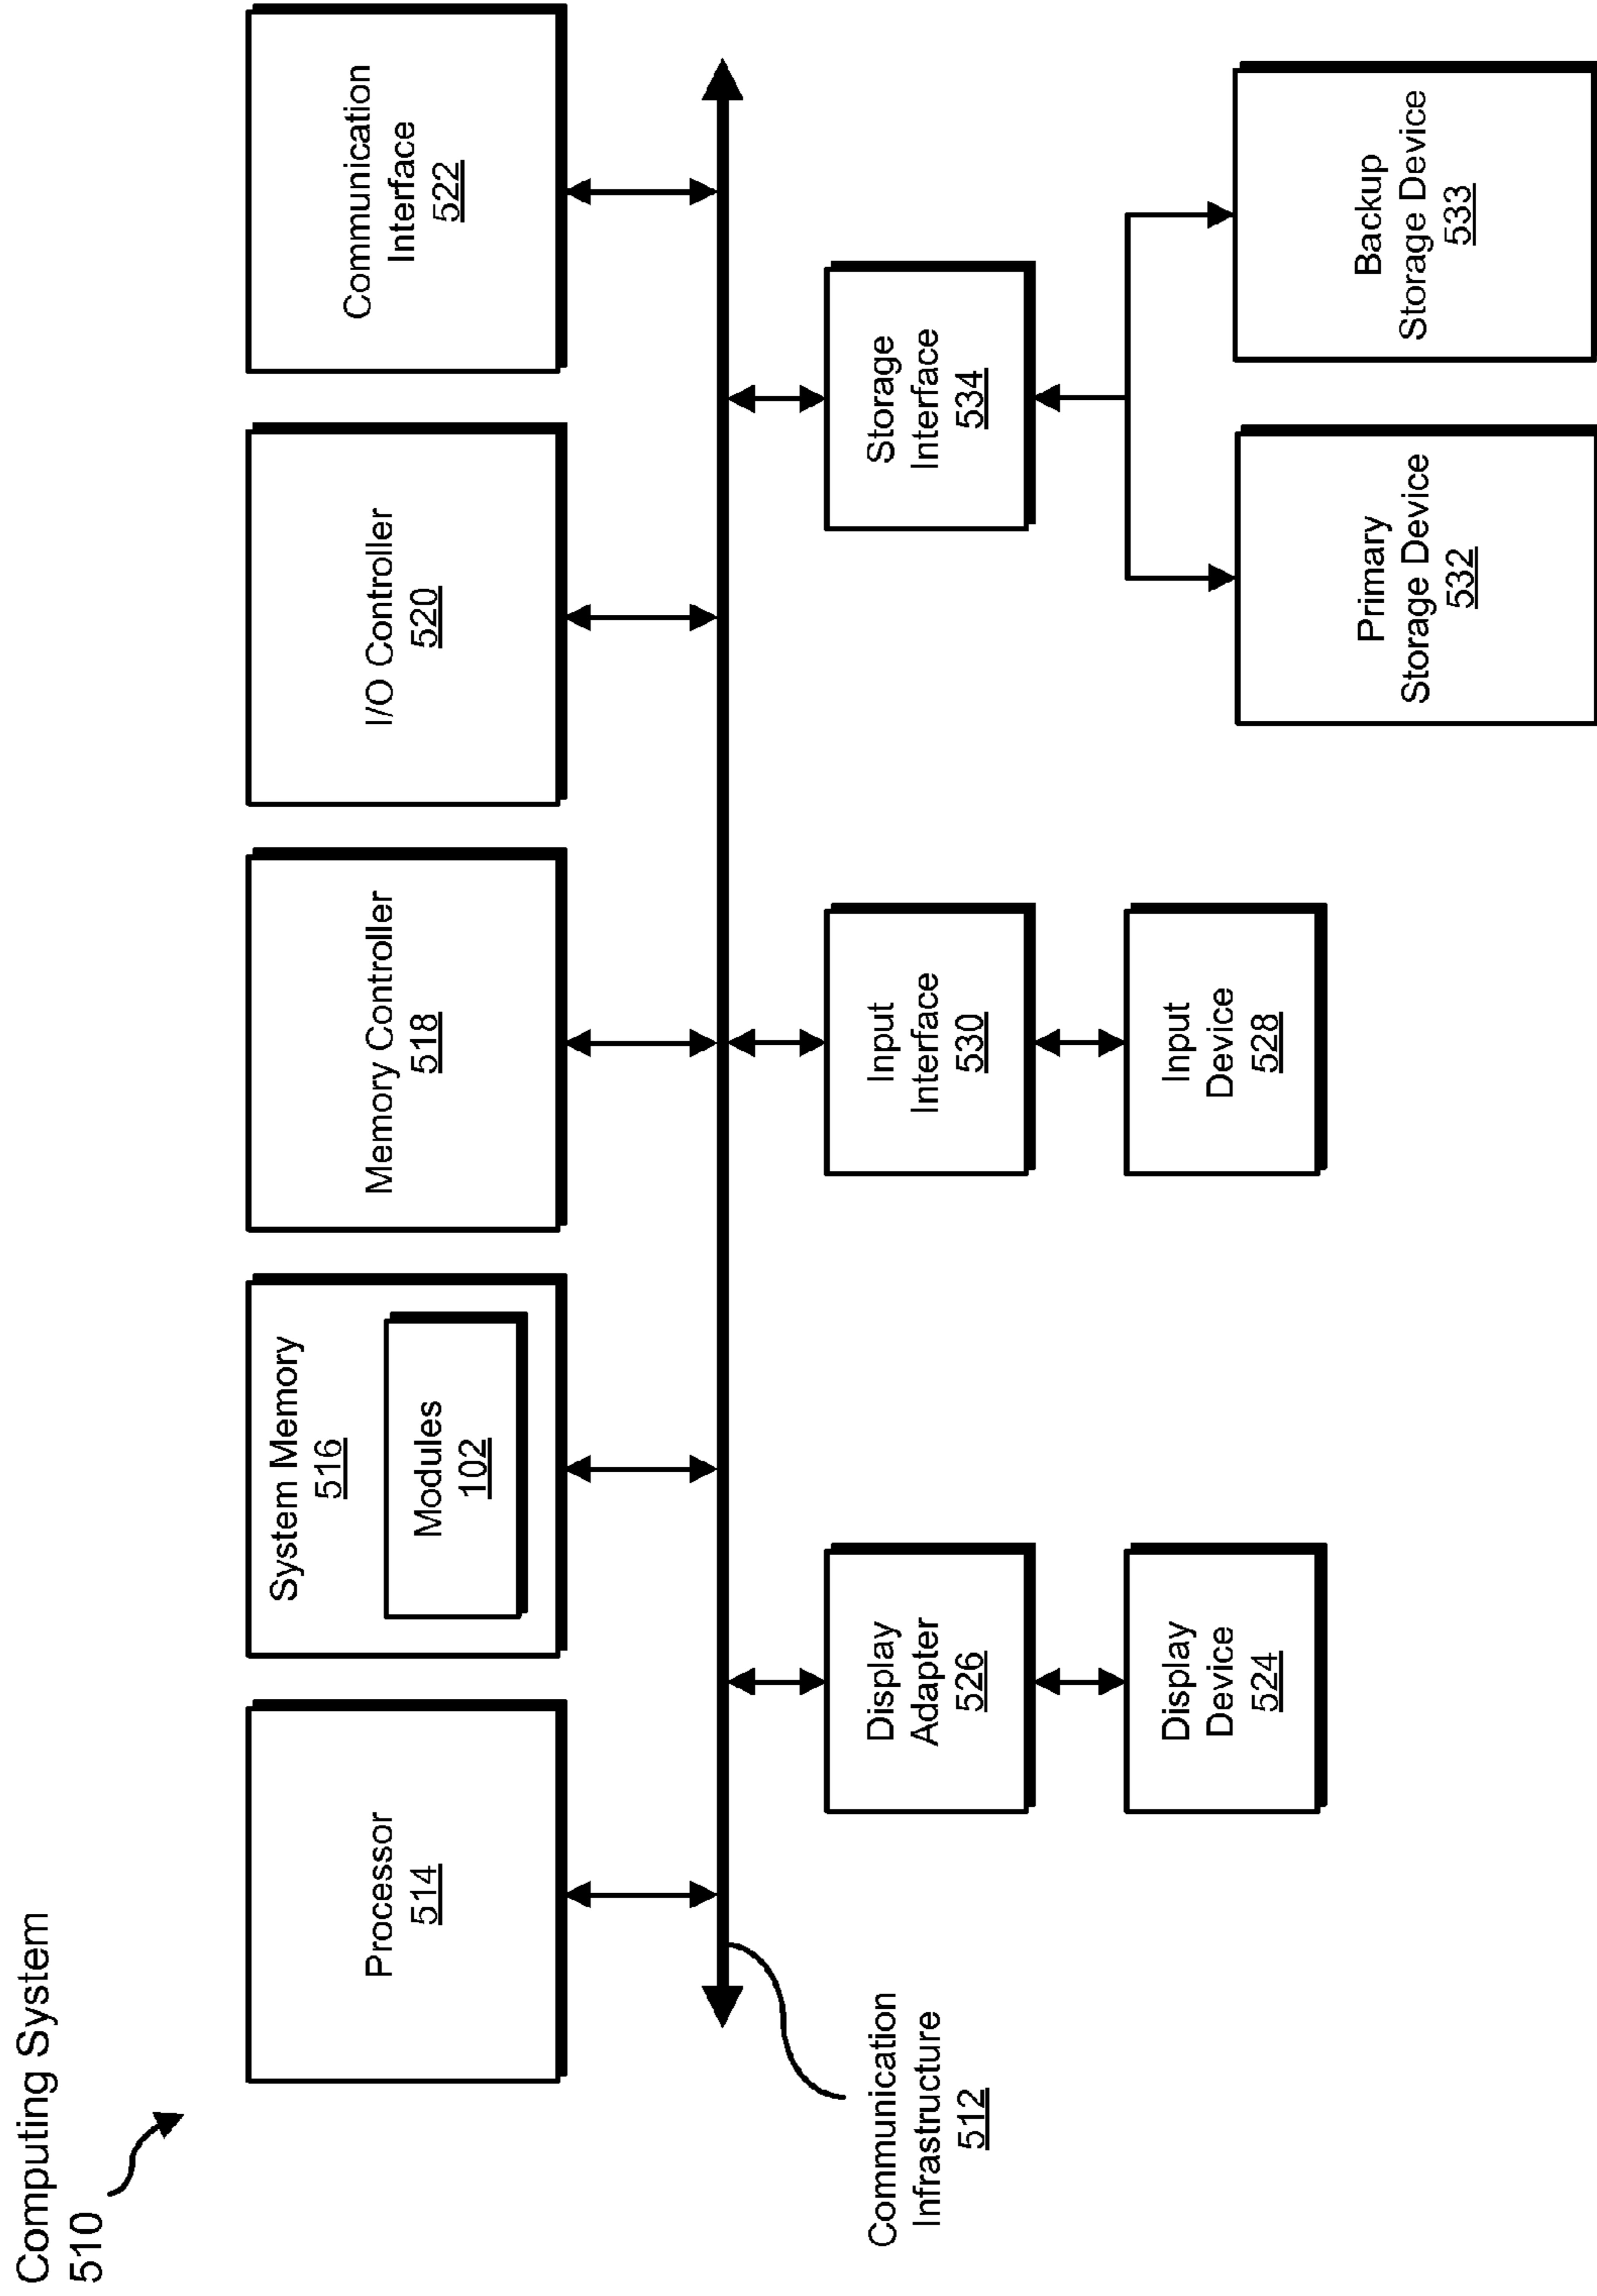 Computing System
510
Processor
514
System Memory
516
Modules
102
Memory Controller
518
I/O Controller
520
Communication
Interface
522
Communication
Infrastructure
512
Display
Adapter
526
Input
Interface
530
Storage
Interface
534
Display
Device
524
Input
Device
528
Primary
Storage Device
532
Backup
Storage Device
533